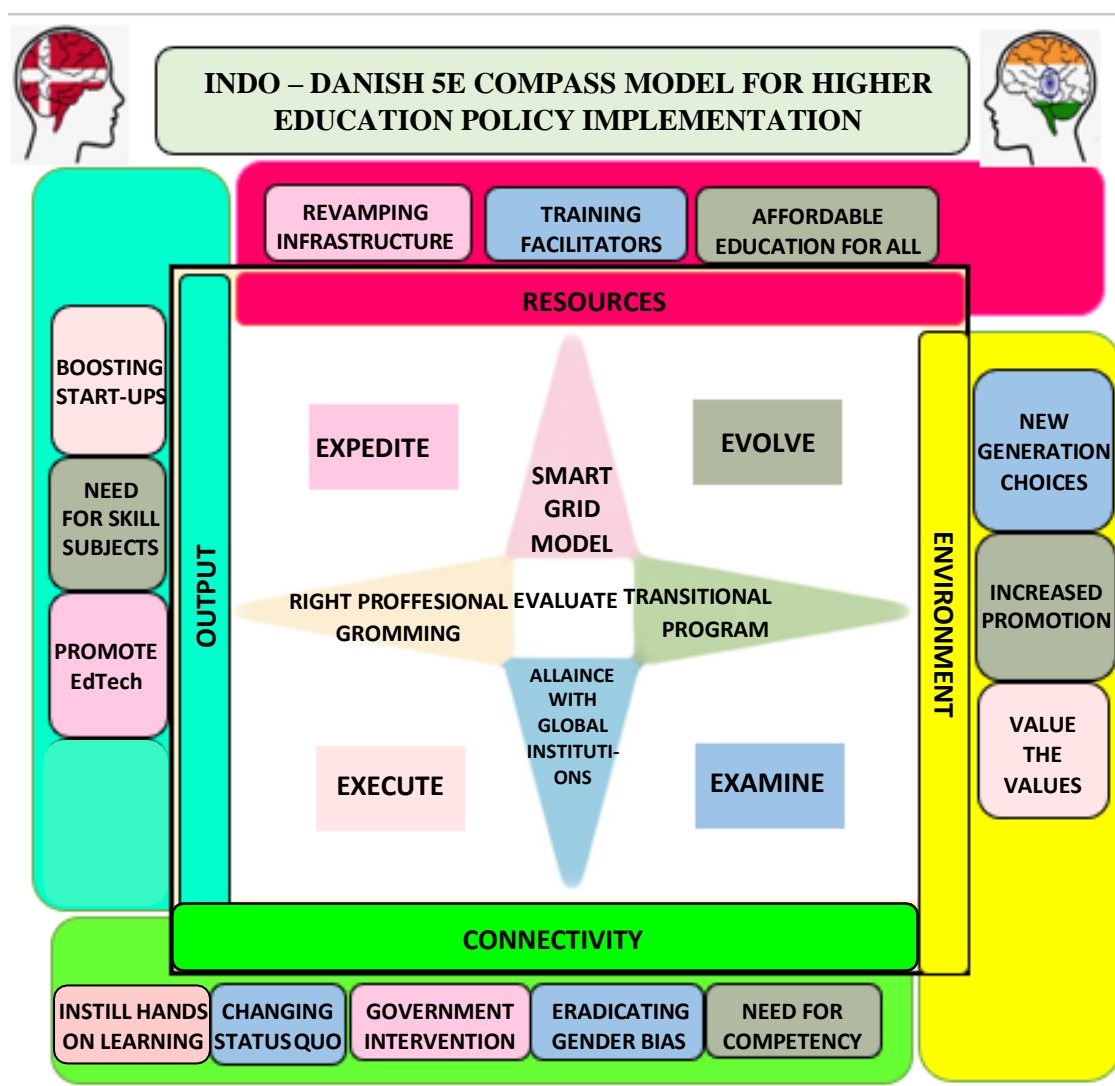 INDO – DANISH 5E COMPASS MODEL FOR HIGHER
EDUCATION POLICY IMPLEMENTATION
REVAMPING
INFRASTRUCTURE
TRAINING
FACILITATORS
AFFORDABLE
EDUCATION FOR ALL
RESOURCES
BOOSTING
START-UPS
NEED
FOR SKILL
SUBJECTS
PROMOTE
EdTech
OUTPUT
EXPEDITE
EVOLVE
SMART
GRID
MODEL
RIGHT PROFFESIONAL
GROMMING
EVALUATE
TRANSITIONAL
PROGRAM
ALLAINCE
WITH
GLOBAL
INSTITUTI-
ONS
EXECUTE
EXAMINE
ENVIRONMENT
NEW
GENERATION
CHOICES
INCREASED
PROMOTION
VALUE
THE
VALUES
CONNECTIVITY
INSTILL HANDS
ON LEARNING
CHANGING
STATUS QUO
GOVERNMENT
INTERVENTION
ERADICATING
GENDER BIAS
NEED FOR
COMPETENCY